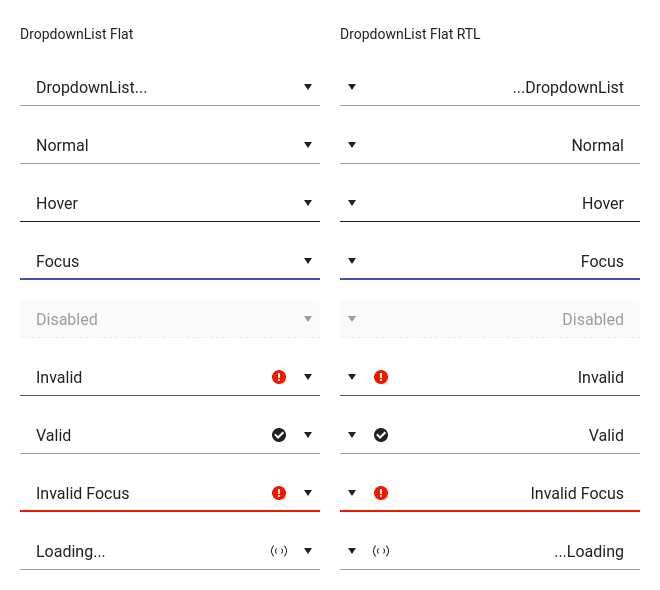 DropdownList Flat
DropdownList Flat RTL
DropdownList...
...DropdownList
Normal
Normal
Hover
Hover
Focus
Focus
Disabled
Disabled
Invalid
Invalid
Valid
Valid
Invalid Focus
Invalid Focus
Loading...
...Loading